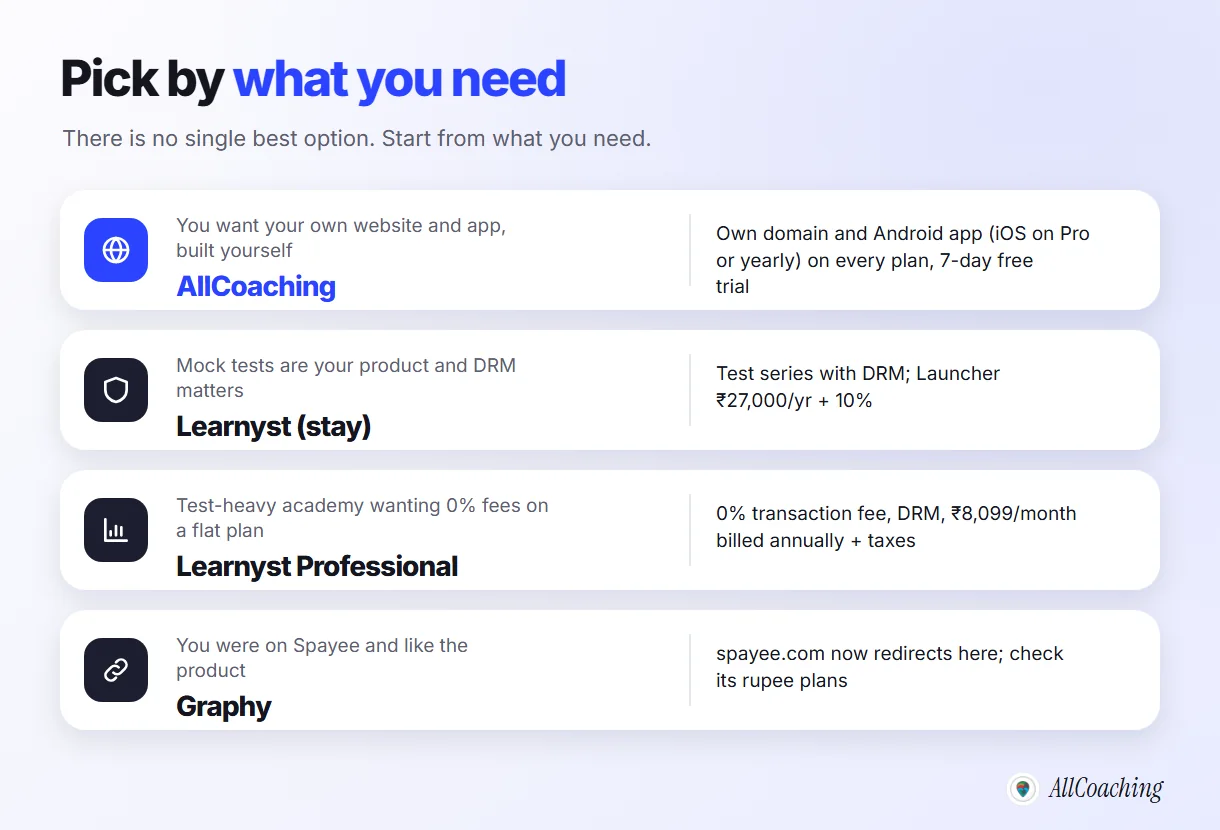 Pick by what you need
There is no single best option. Start from what you need.
You want your own website and app,
built yourself
AllCoaching
Own domain and Android app (iOS on Pro
or yearly) on every plan, 7-day free
trial
Mock tests are your product and DRM
matters
Learnyst (stay)
Test series with DRM; Launcher
₹27,000/yr + 10%
Test-heavy academy wanting 0% fees on
a flat plan
Learnyst Professional
0% transaction fee, DRM, ₹8,099/month
billed annually + taxes
You were on Spayee and like the
product
Graphy
spayee.com now redirects here; check
its rupee plans
AllCoaching